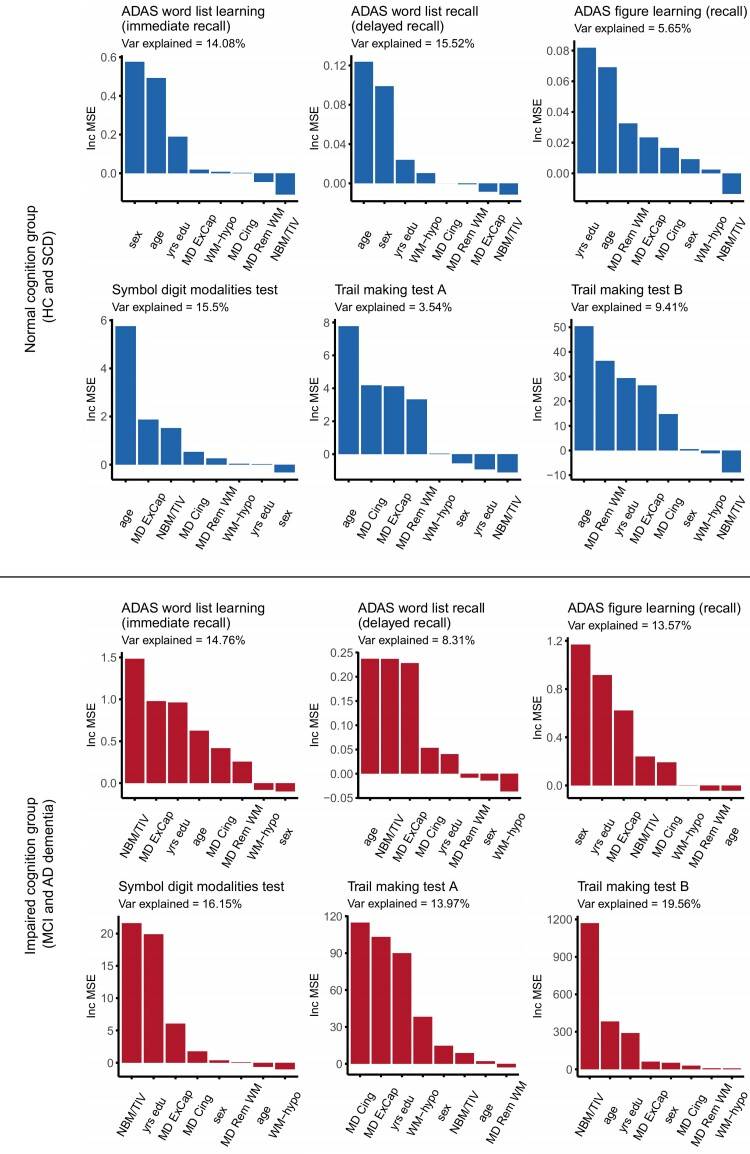 Normal cognition group
(HC and SCD)
ADAS word list learning
(immediate recall)
Var explained = 14.08%
Inc MSE
0.6
0.4
0.2
0.0
sex
age
yrs edu
MD ExCap
WM−hypo
MD Cing
MD Rem WM
NBM/TIV
ADAS word list recall
(delayed recall)
Var explained = 15.52%
Inc MSE
0.12
0.08
0.04
0.00
age
sex
yrs edu
WM−hypo
MD Cing
MD Rem WM
MD ExCap
NBM/TIV
ADAS figure learning (recall)
Var explained = 5.65%
Inc MSE
0.08
0.06
0.04
0.02
0.00
yrs edu
age
MD Rem WM
MD ExCap
MD Cing
sex
WM−hypo
NBM/TIV
Symbol digit modalities test
Var explained = 15.5%
Inc MSE
6
4
2
0
age
MD ExCap
NBM/TIV
MD Cing
MD Rem WM
WM−hypo
yrs edu
sex
Trail making test A
Var explained = 3.54%
Inc MSE
8
6
4
2
0
age
MD Cing
MD ExCap
MD Rem WM
WM−hypo
sex
yrs edu
NBM/TIV
Trail making test B
Var explained = 9.41%
Inc MSE
50
40
30
20
10
0
−10
age
MD Rem WM
yrs edu
MD ExCap
MD Cing
sex
WM−hypo
NBM/TIV
Impaired cognition group
(MCI and AD dementia)
ADAS word list learning
(immediate recall)
Var explained = 14.76%
Inc MSE
1.5
1.0
0.5
0.0
NBM/TIV
MD ExCap
yrs edu
age
MD Cing
MD Rem WM
WM−hypo
sex
ADAS word list recall
(delayed recall)
Var explained = 8.31%
Inc MSE
0.25
0.20
0.15
0.10
0.05
0.00
−0.05
age
NBM/TIV
MD ExCap
MD Cing
yrs edu
MD Rem WM
sex
WM−hypo
ADAS figure learning (recall)
Var explained = 13.57%
Inc MSE
1.2
0.8
0.4
0.0
sex
yrs edu
MD ExCap
NBM/TIV
MD Cing
WM−hypo
MD Rem WM
age
Symbol digit modalities test
Var explained = 16.15%
Inc MSE
20
15
10
5
0
NBM/TIV
yrs edu
MD ExCap
MD Cing
sex
MD Rem WM
age
WM−hypo
Trail making test A
Var explained = 13.97%
Inc MSE
120
90
60
30
0
MD Cing
MD ExCap
yrs edu
WM−hypo
sex
NBM/TIV
age
MD Rem WM
Trail making test B
Var explained = 19.56%
Inc MSE
1200
900
600
300
0
NBM/TIV
age
yrs edu
MD ExCap
sex
MD Cing
MD Rem WM
WM−hypo